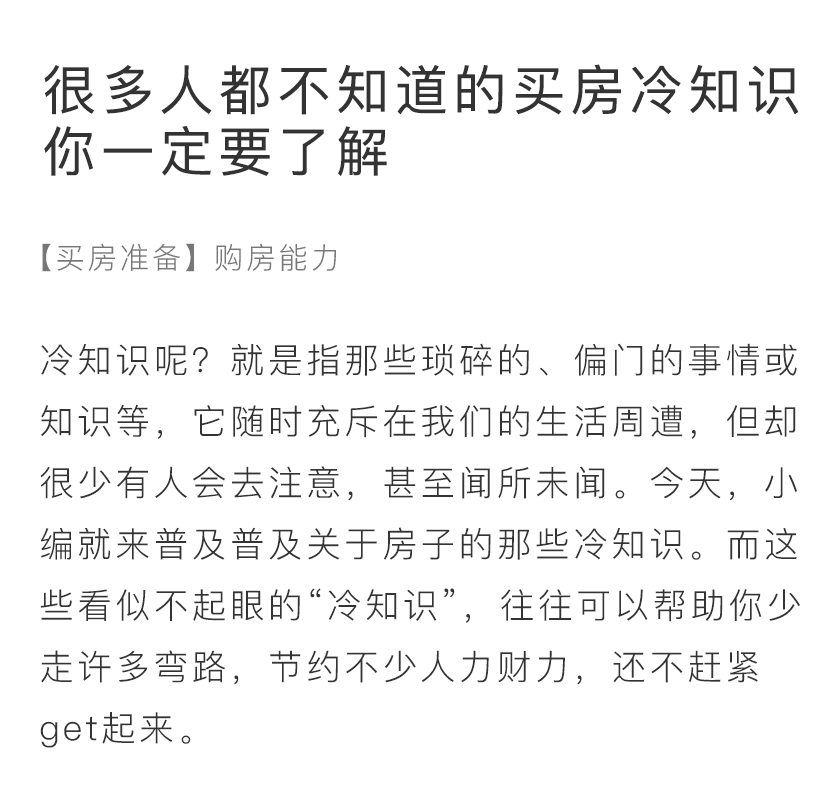 很多人都不知道的买房冷知识
你一定要了解
【买房准备】购房能力
冷知识呢？就是指那些琐碎的、偏门的事情或
知识等，它随时充斥在我们的生活周遭，但却
很少有人会去注意，甚至闻所未闻。今天，小
编就来普及普及关于房子的那些冷知识。而这
些看似不起眼的“冷知识”，往往可以帮助你少
走许多弯路，节约不少人力财力，还不赶紧
get起来。